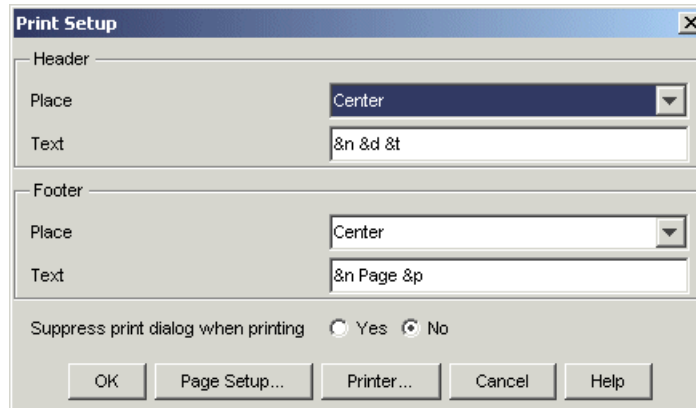 Print Setup
Header
Place Center
Text &n &d &t
Footer
Place Center
Text &n Page &p
Suppress print dialog when printing Yes No
OK Page Setup... Printer... Cancel Help